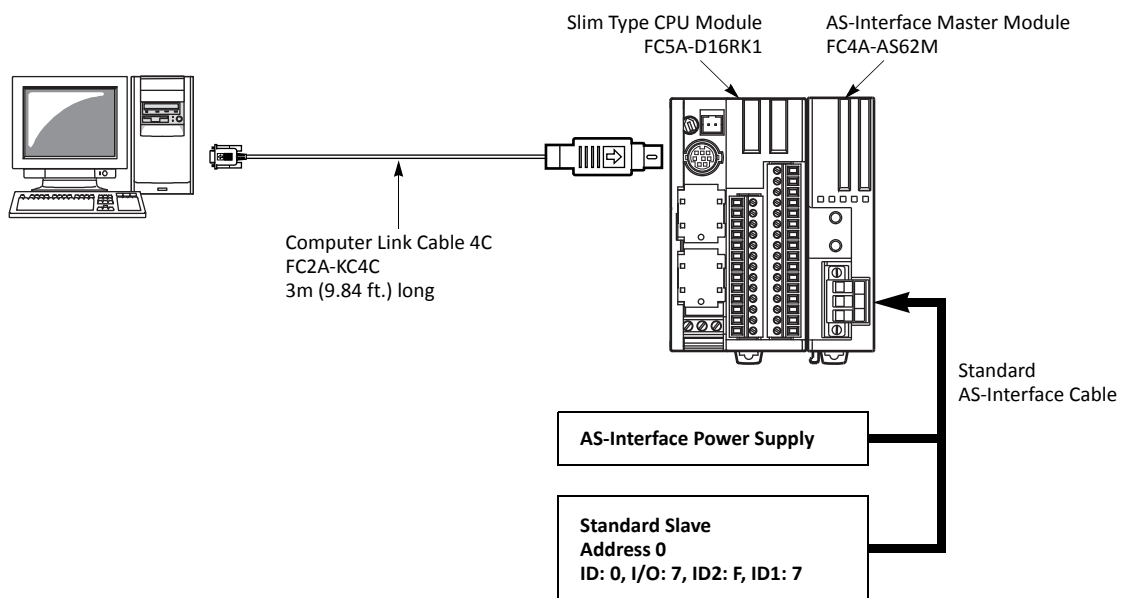 Slim Type CPU Module
FC5A-D16RK1
AS-Interface Master Module
FC4A-AS62M
Computer Link Cable 4C
FC2A-KC4C
3m (9.84 ft.) long
Standard
AS-Interface Cable
AS-Interface Power Supply
Standard Slave
Address 0
ID: 0, I/O: 7, ID2: F, ID1: 7